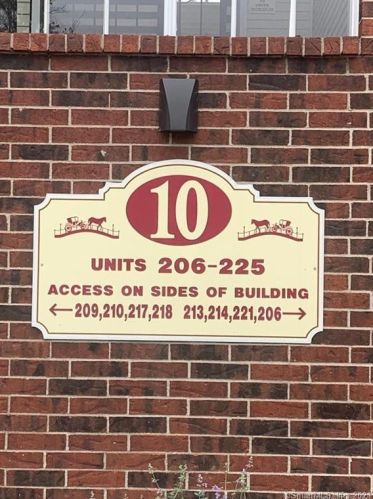 10
UNITS 206-225
ACCESS ON SIDES OF BUILDING
←209,210,217,218 213,214,221,206→